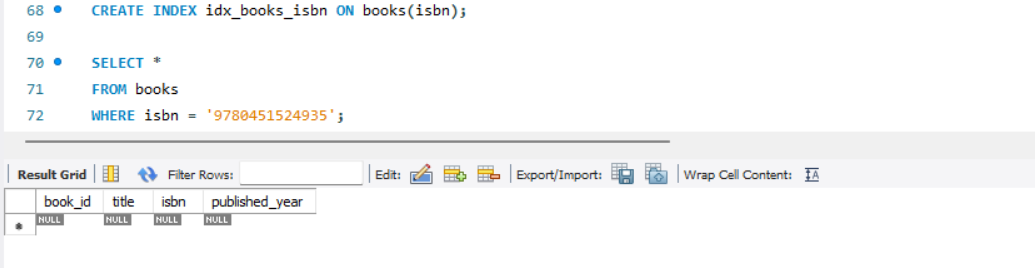 68 CREATE INDEX idx_books_isbn ON books(isbn);
69
70 SELECT *
71 FROM books
72 WHERE isbn = '9780451524935';
Result Grid Filter Rows: Edit: Export/Import: Wrap Cell Content: IA
book_id title isbn published_year
* NULL NULL NULL NULL